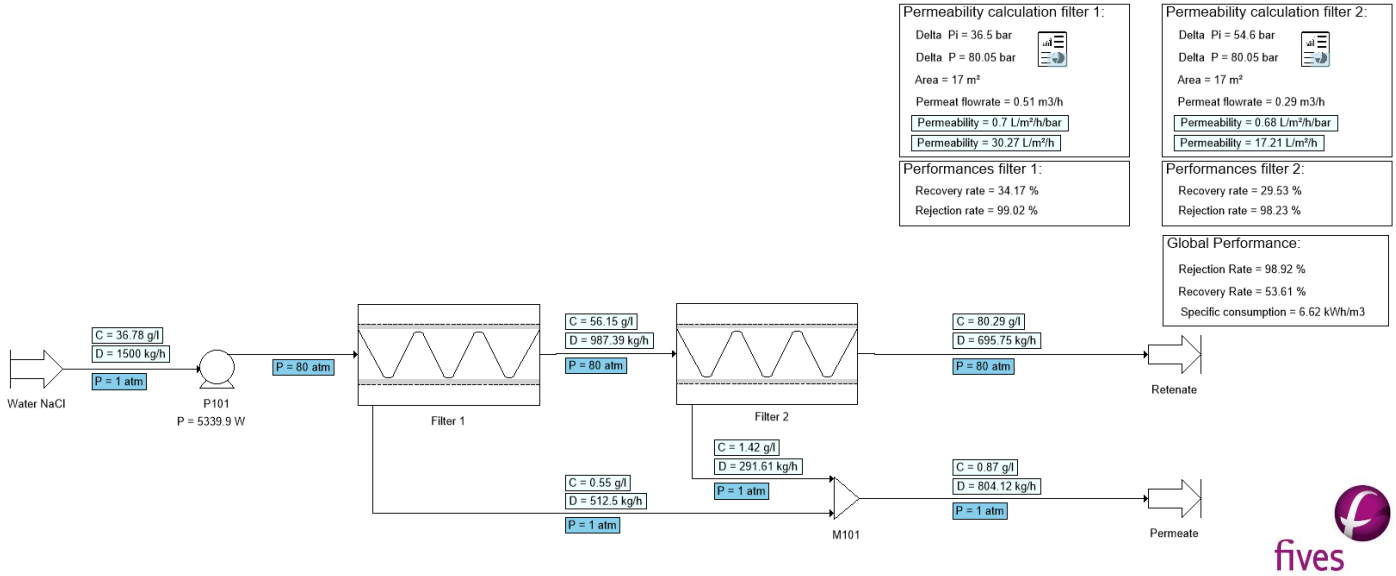 Permeability calculation filter 1:
Delta Pi = 36.5 bar
Delta P = 80.05 bar
Area = 17 m²
Permeat flowrate = 0.51 m3/h
Permeability = 0.7 L/m²/h/bar
Permeability = 30.27 L/m²/h
Permeability calculation filter 2:
Delta Pi = 54.6 bar
Delta P = 80.05 bar
Area = 17 m²
Permeat flowrate = 0.29 m3/h
Permeability = 0.68 L/m²/h/bar
Permeability = 17.21 L/m²/h
Performances filter 1:
Recovery rate = 34.17 %
Rejection rate = 99.02 %
Performances filter 2:
Recovery rate = 29.53 %
Rejection rate = 98.23 %
Global Performance:
Rejection Rate = 98.92 %
Recovery Rate = 53.61 %
Specific consumption = 6.62 kWh/m3
C = 36.78 g/l
D = 1500 kg/h
P = 1 atm
Water NaCl
P101
P = 5339.9 W
P = 80 atm
Filter 1
C = 56.15 g/l
D = 987.39 kg/h
P = 80 atm
Filter 2
C = 80.29 g/l
D = 695.75 kg/h
P = 80 atm
Retenate
C = 1.42 g/l
D = 291.61 kg/h
P = 1 atm
C = 0.55 g/l
D = 512.5 kg/h
P = 1 atm
M101
C = 0.87 g/l
D = 804.12 kg/h
P = 1 atm
Permeate
fives